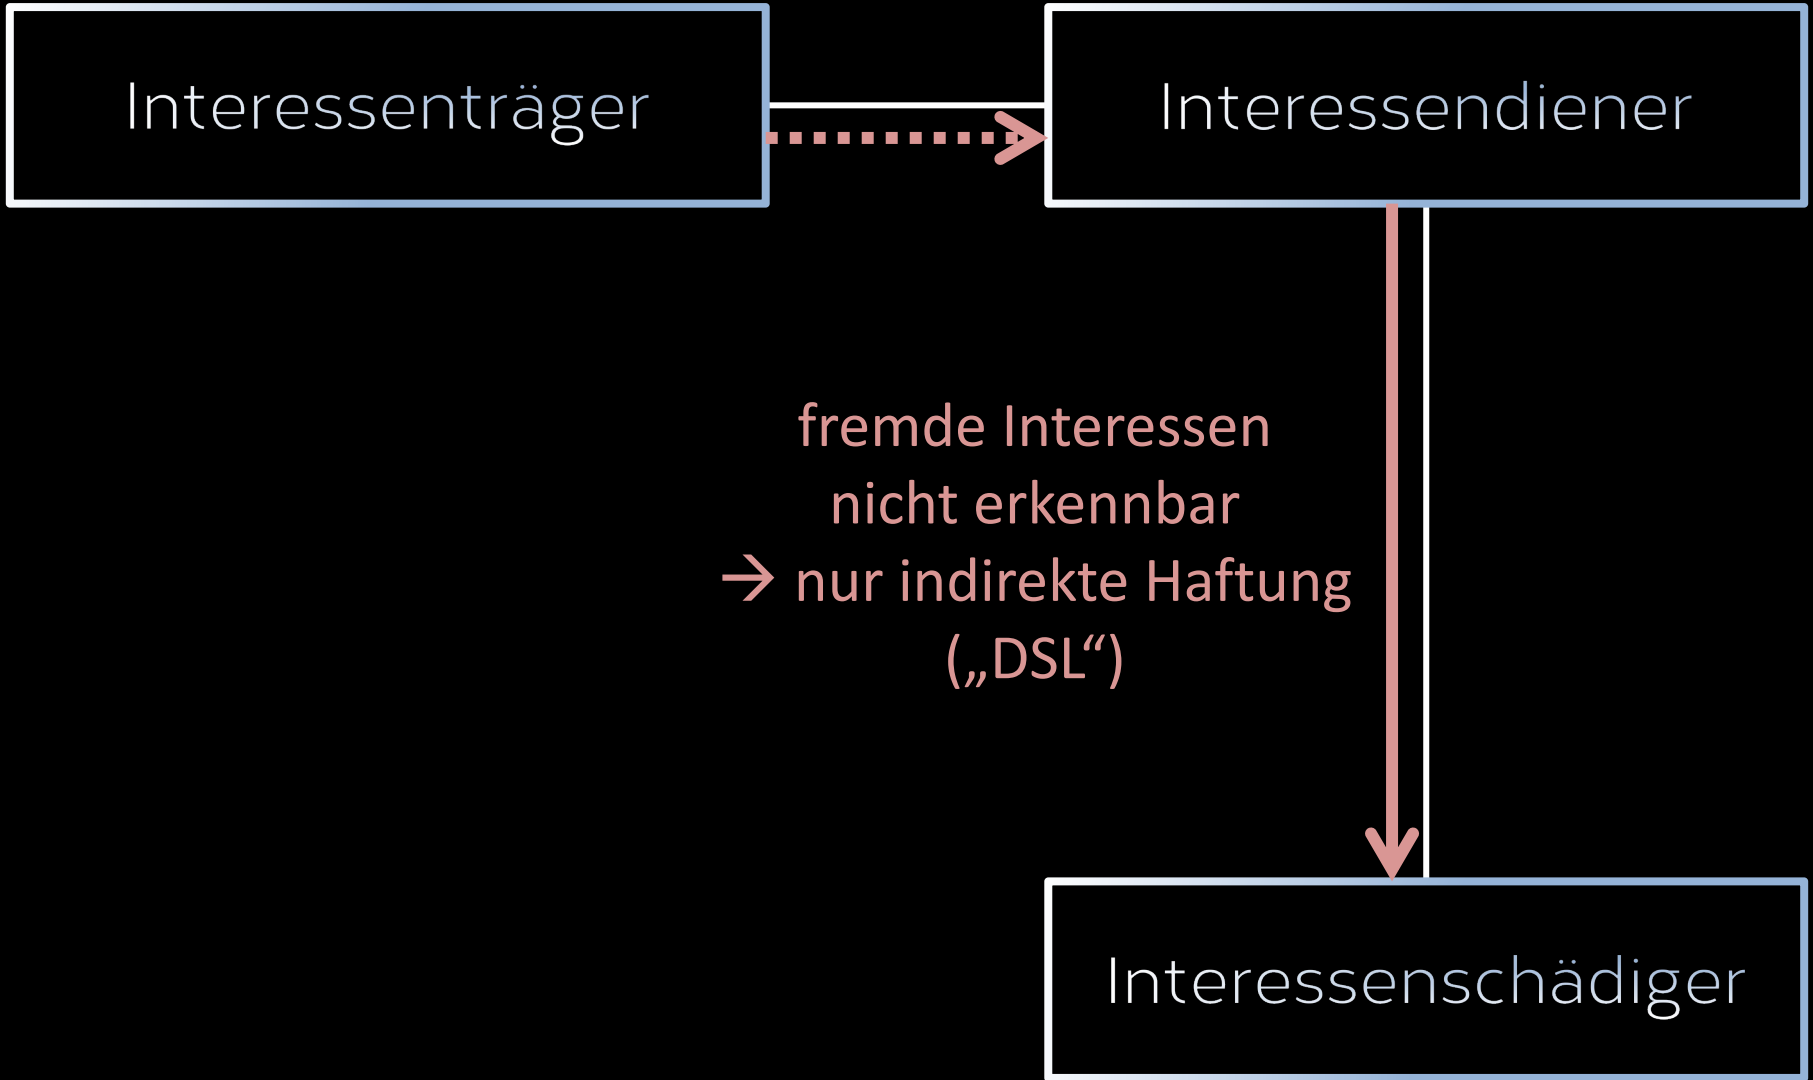 Interessenträger
Interessendiener
fremde Interessen
nicht erkennbar
→ nur indirekte Haftung
(„DSL“)
Interessenschädiger